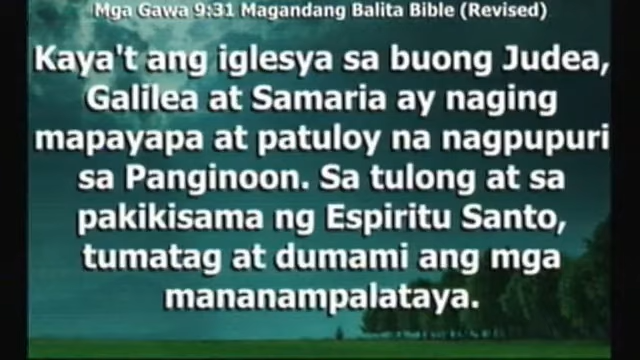 Mga Gawa 9:31 Magandang Balita Bible (Revised)
Kaya't ang iglesya sa buong Judea,
Galilea at Samaria ay naging
mapayapa at patuloy na nagpupuri
sa Panginoon. Sa tulong at sa
pakikisama ng Espiritu Santo,
tumatag at dumami ang mga
mananampalataya.